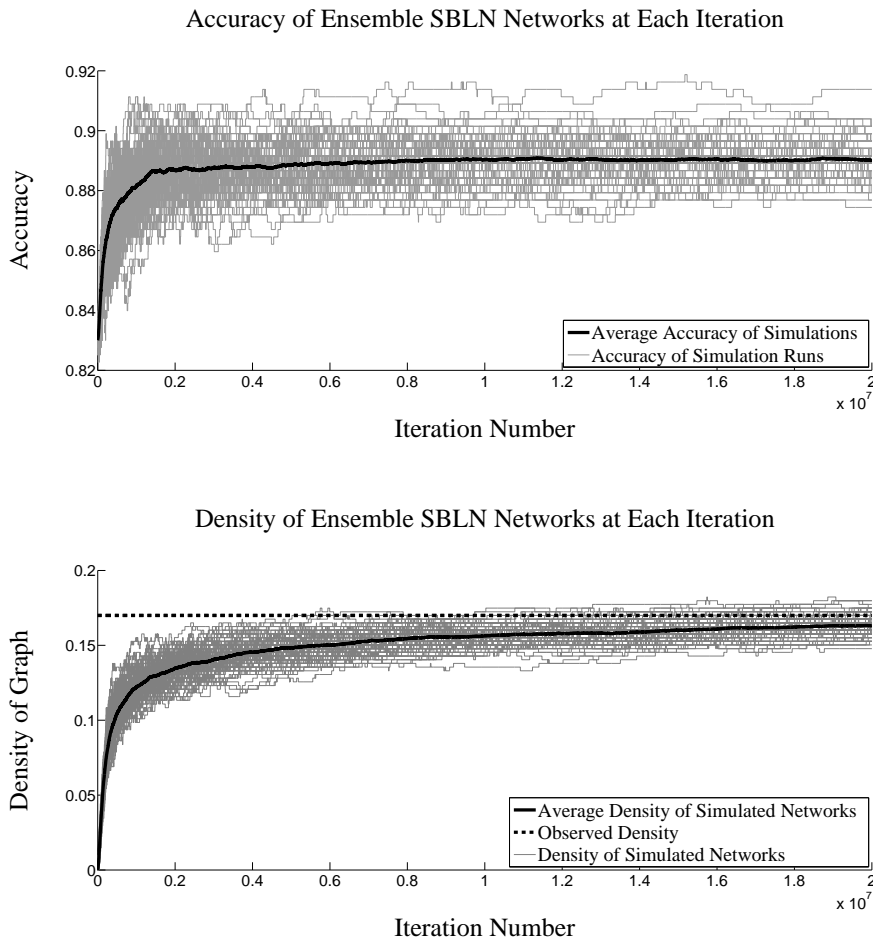 Accuracy of Ensemble SBLN Networks at Each Iteration
0.92
0.9
0.88
0.86
0.84
0.82
Accuracy
Average Accuracy of Simulations
Accuracy of Simulation Runs
0 0.2 0.4 0.6 0.8 1 1.2 1.4 1.6 1.8 2
x 10⁷
Iteration Number
Density of Ensemble SBLN Networks at Each Iteration
0.2
0.15
0.1
0.05
0
Density of Graph
Average Density of Simulated Networks
Observed Density
Density of Simulated Networks
0 0.2 0.4 0.6 0.8 1 1.2 1.4 1.6 1.8 2
x 10⁷
Iteration Number